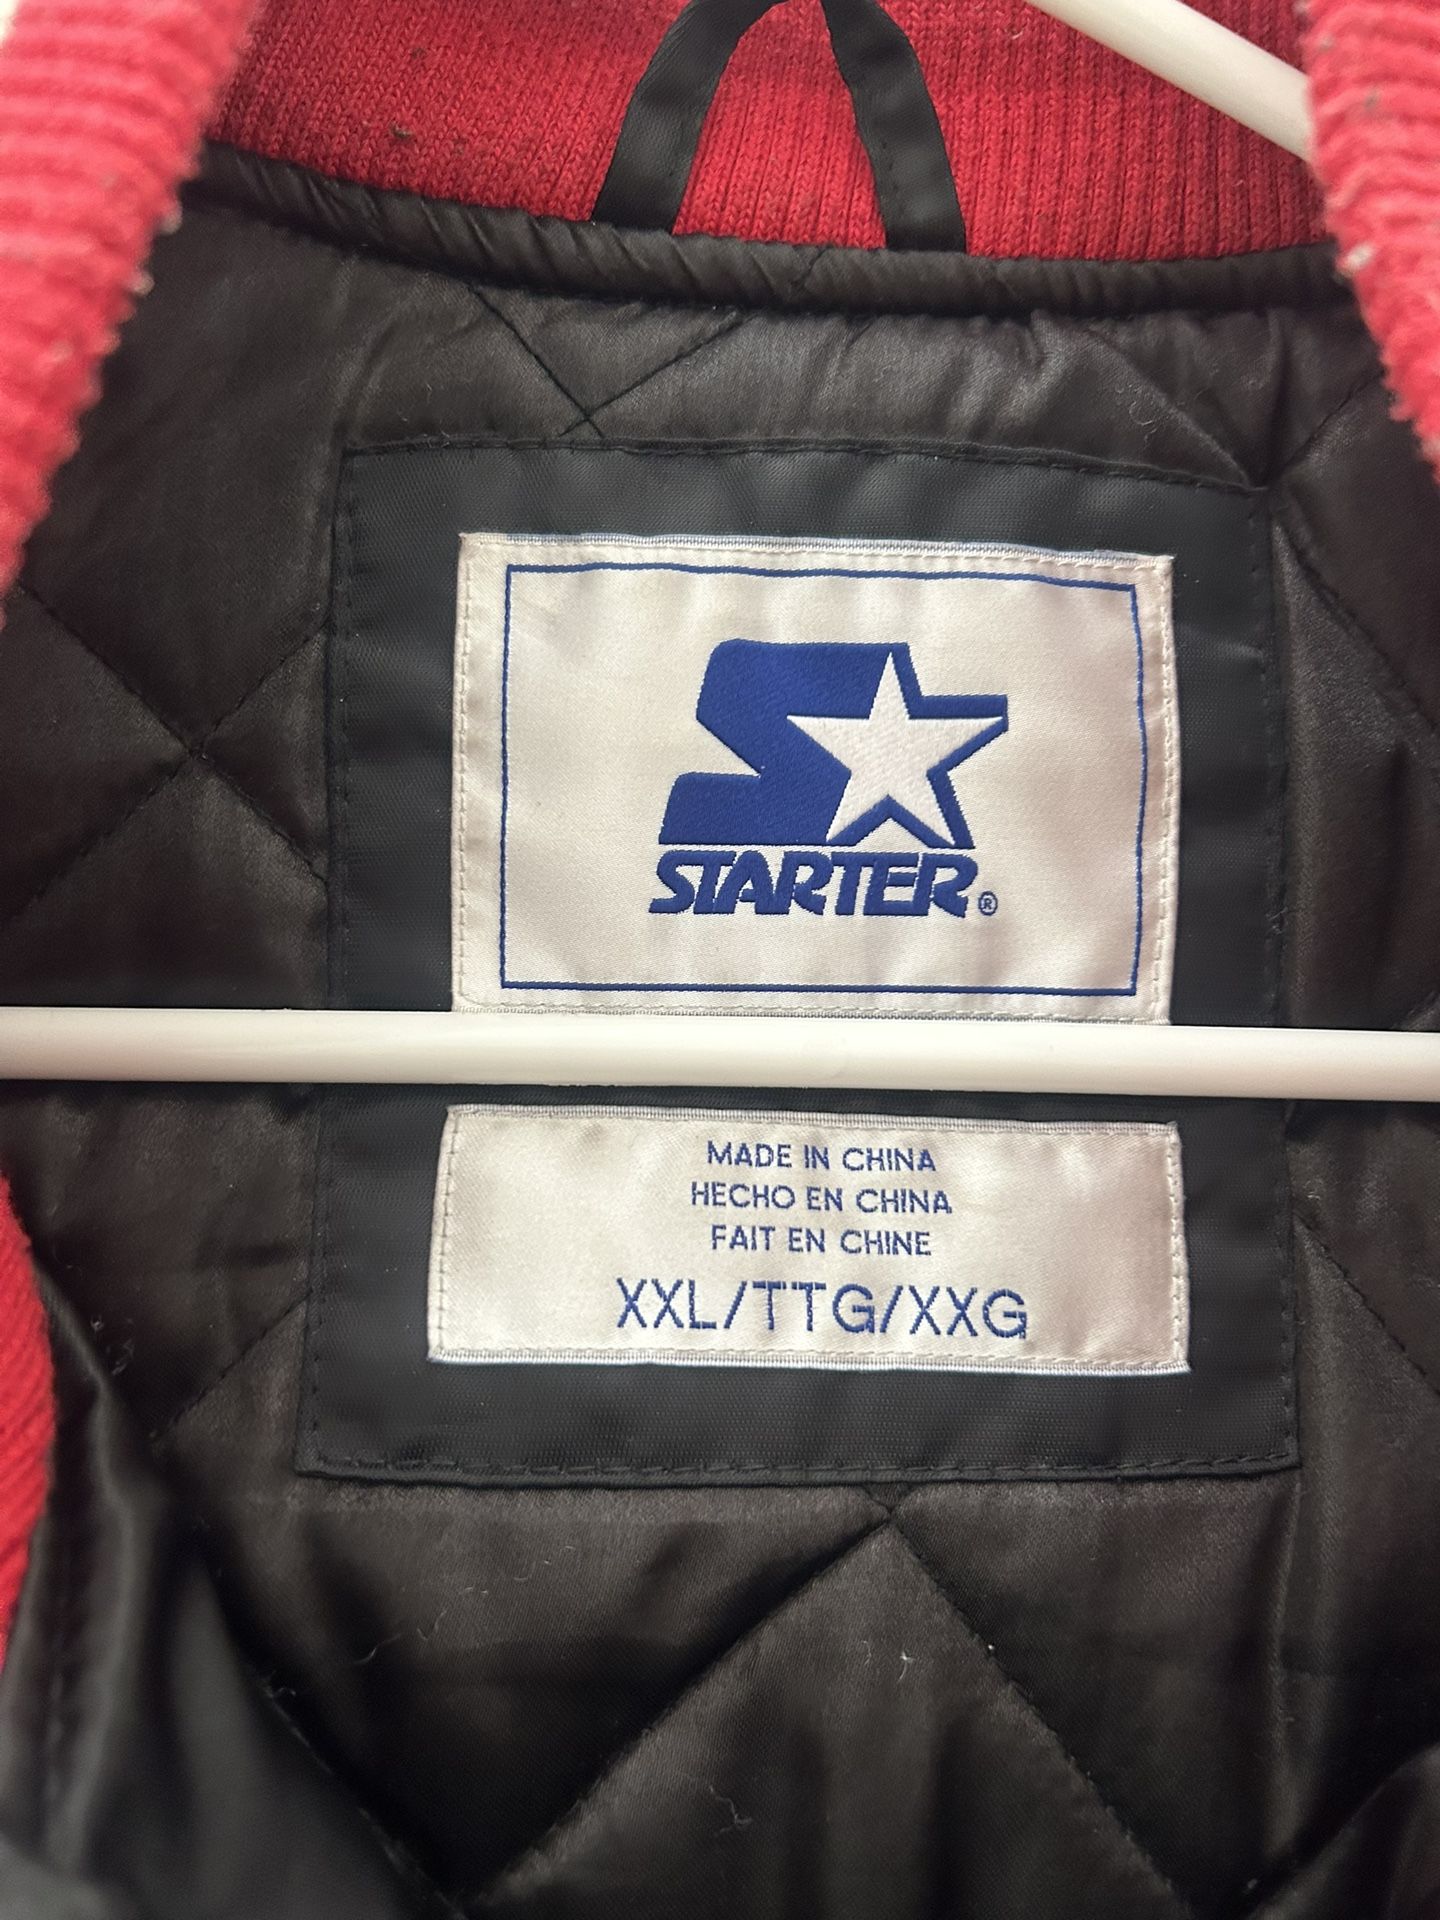 STARTER®
MADE IN CHINA
HECHO EN CHINA
FAIT EN CHINE
XXL/TTG/XXG